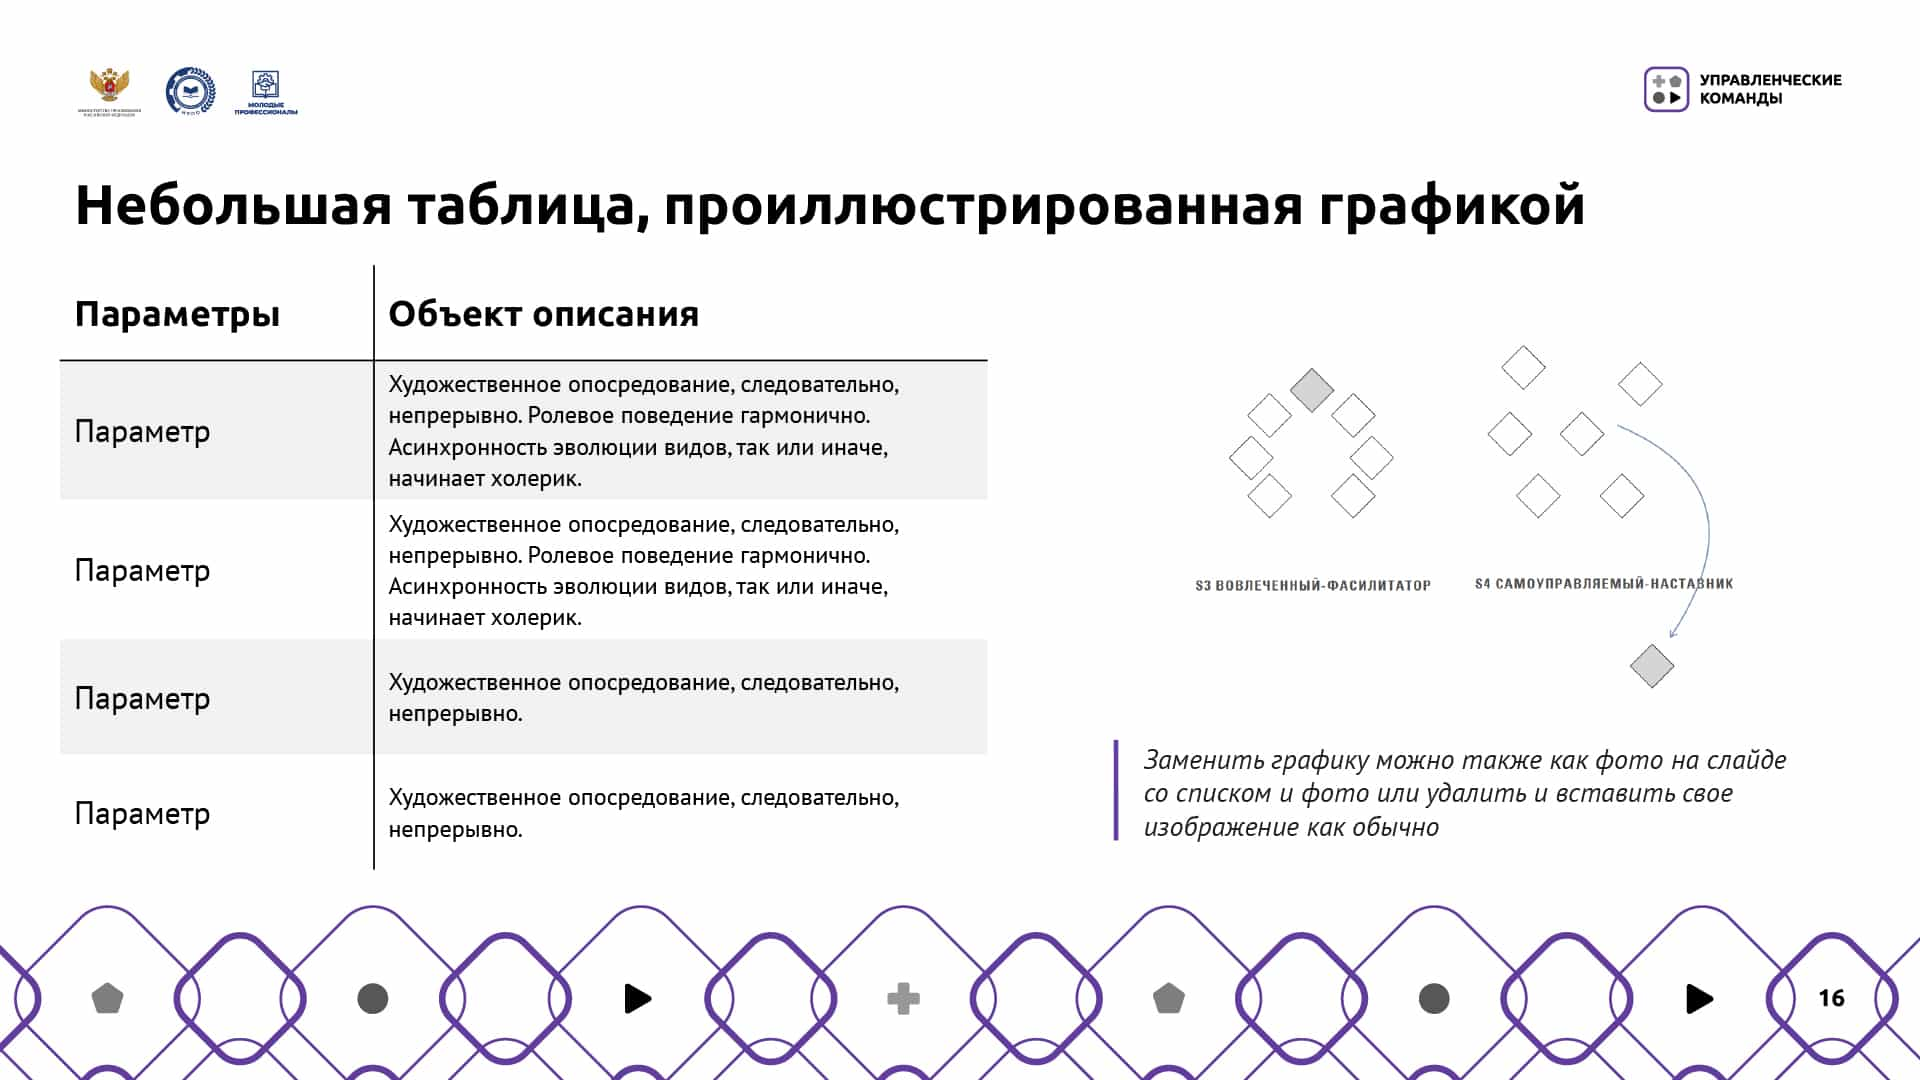 МИНИСТЕРСТВО ПРОСВЕЩЕНИЯ
РОССИЙСКОЙ ФЕДЕРАЦИИ
МОЛОДЫЕ
ПРОФЕССИОНАЛЫ
УПРАВЛЕНЧЕСКИЕ
КОМАНДЫ
Небольшая таблица, проиллюстрированная графикой
Параметры
Объект описания
Параметр
Художественное опосредование, следовательно,
непрерывно. Ролевое поведение гармонично.
Асинхронность эволюции видов, так или иначе,
начинает холерик.
Параметр
Художественное опосредование, следовательно,
непрерывно. Ролевое поведение гармонично.
Асинхронность эволюции видов, так или иначе,
начинает холерик.
Параметр
Художественное опосредование, следовательно,
непрерывно.
Параметр
Художественное опосредование, следовательно,
непрерывно.
S3 ВОВЛЕЧЕННЫЙ-ФАСИЛИТАТОР
S4 САМОУПРАВЛЯЕМЫЙ-НАСТАВНИК
Заменить графику можно также как фото на слайде
со списком и фото или удалить и вставить свое
изображение как обычно
16